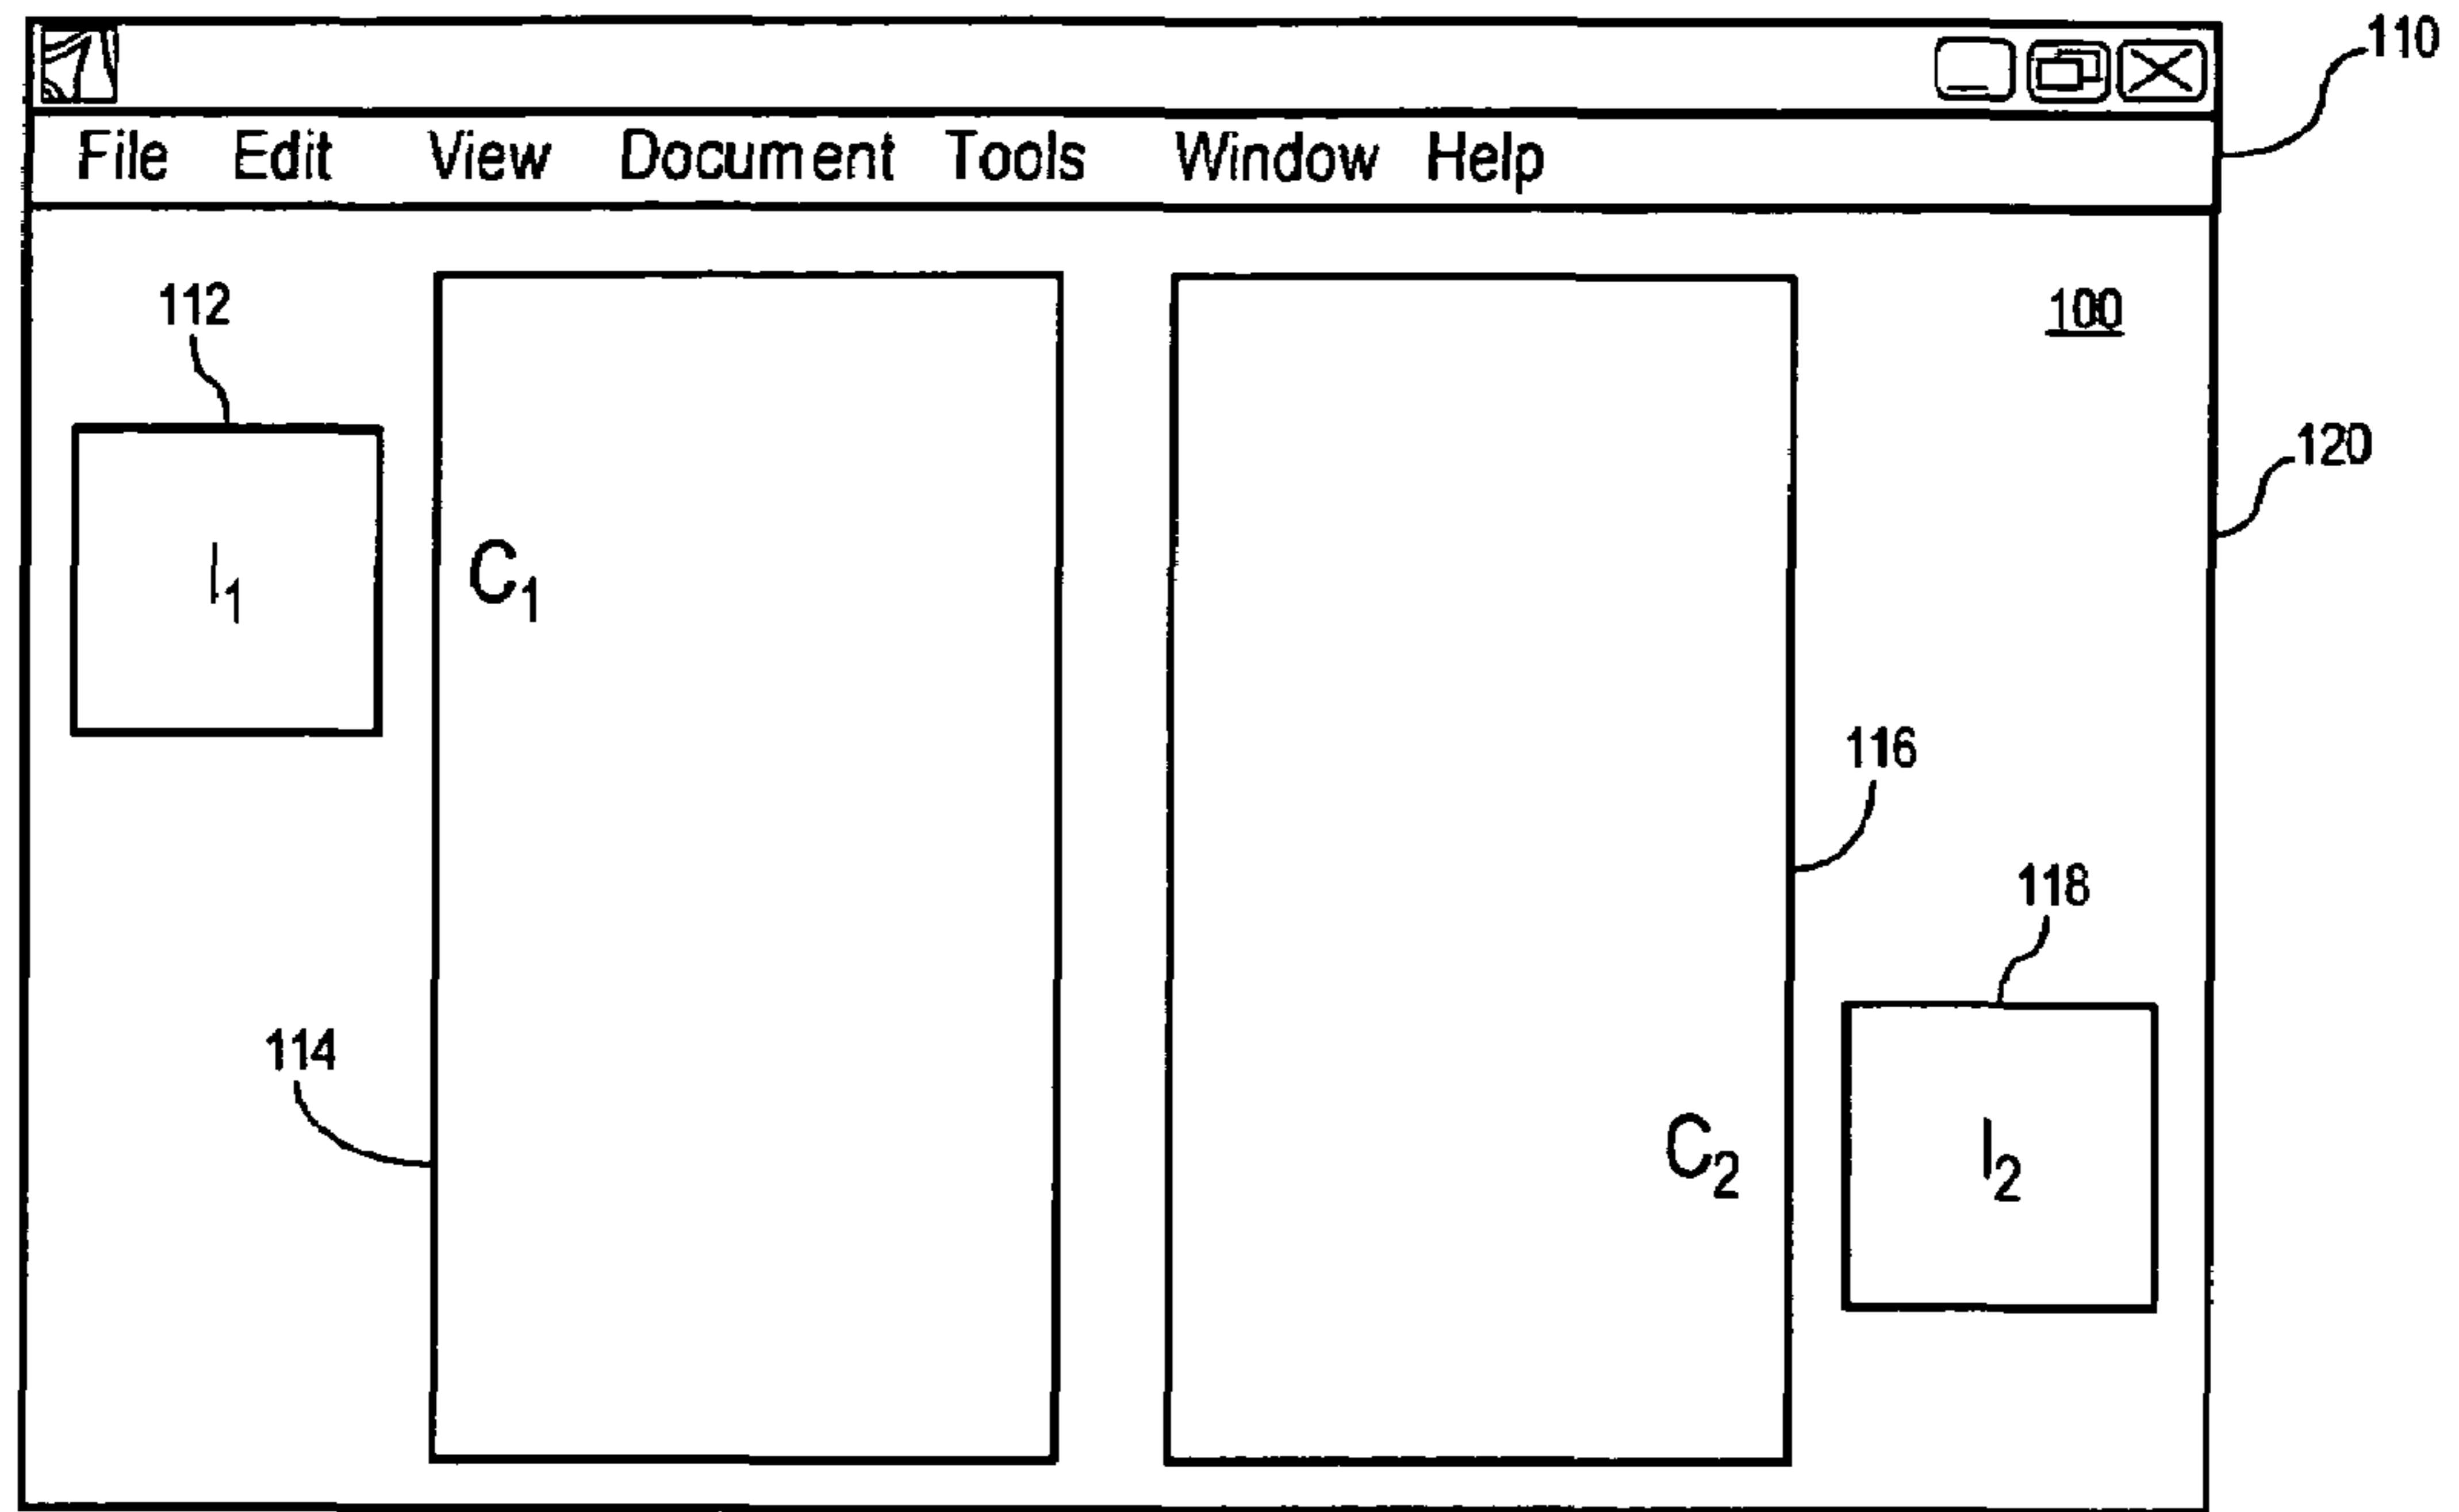 110
File Edit View Document Tools Window Help
112
100
120
I1
C1
116
118
114
C2
I2